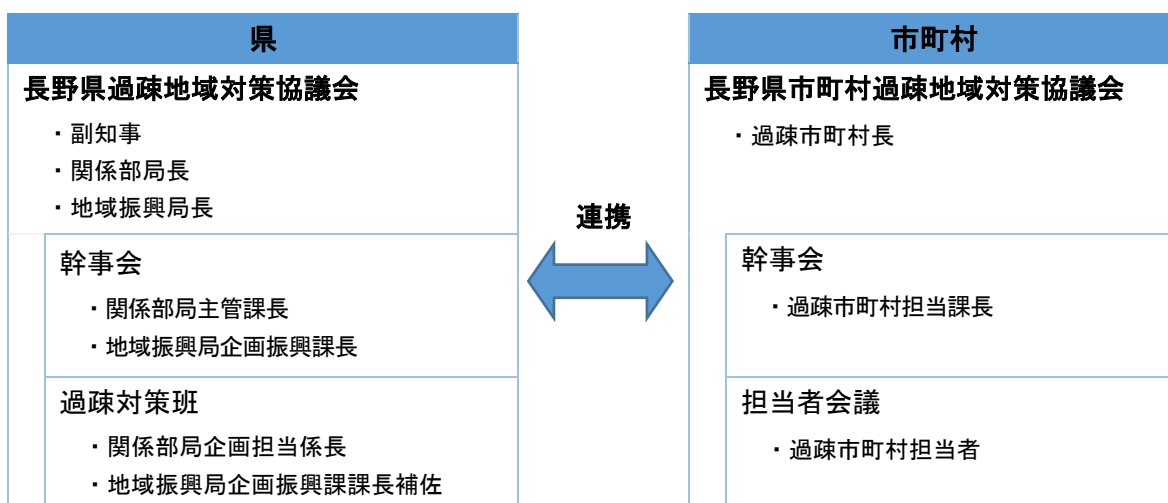 県
長野県過疎地域対策協議会
・副知事
・関係部局長
・地域振興局長
幹事会
・関係部局主管課長
・地域振興局企画振興課長
過疎対策班
・関係部局企画担当係長
・地域振興局企画振興課課長補佐
連携
市町村
長野県市町村過疎地域対策協議会
・過疎市町村長
幹事会
・過疎市町村担当課長
担当者会議
・過疎市町村担当者